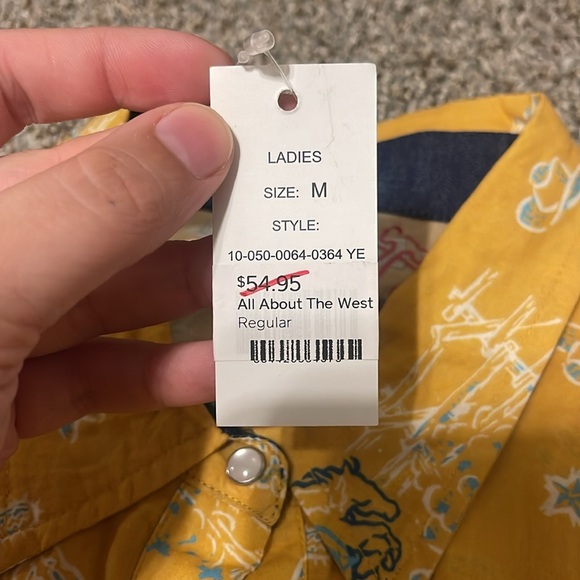 LADIES
SIZE: M
STYLE:
10-050-0064-0364 YE
$54.95
All About The West
Regular